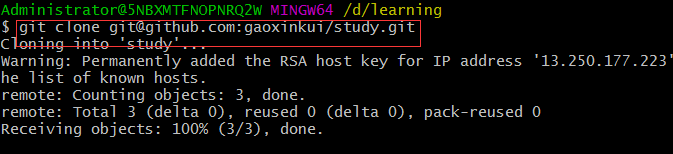 Administrator@5NBXMTFNOPNRQ2W MINGW64 /d/learning
$ git clone git@github.com:gaoxinkui/study.git
Cloning into 'study'...
Warning: Permanently added the RSA host key for IP address '13.250.177.223'
he list of known hosts.
remote: Counting objects: 3, done.
remote: Total 3 (delta 0), reused 0 (delta 0), pack-reused 0
Receiving objects: 100% (3/3), done.